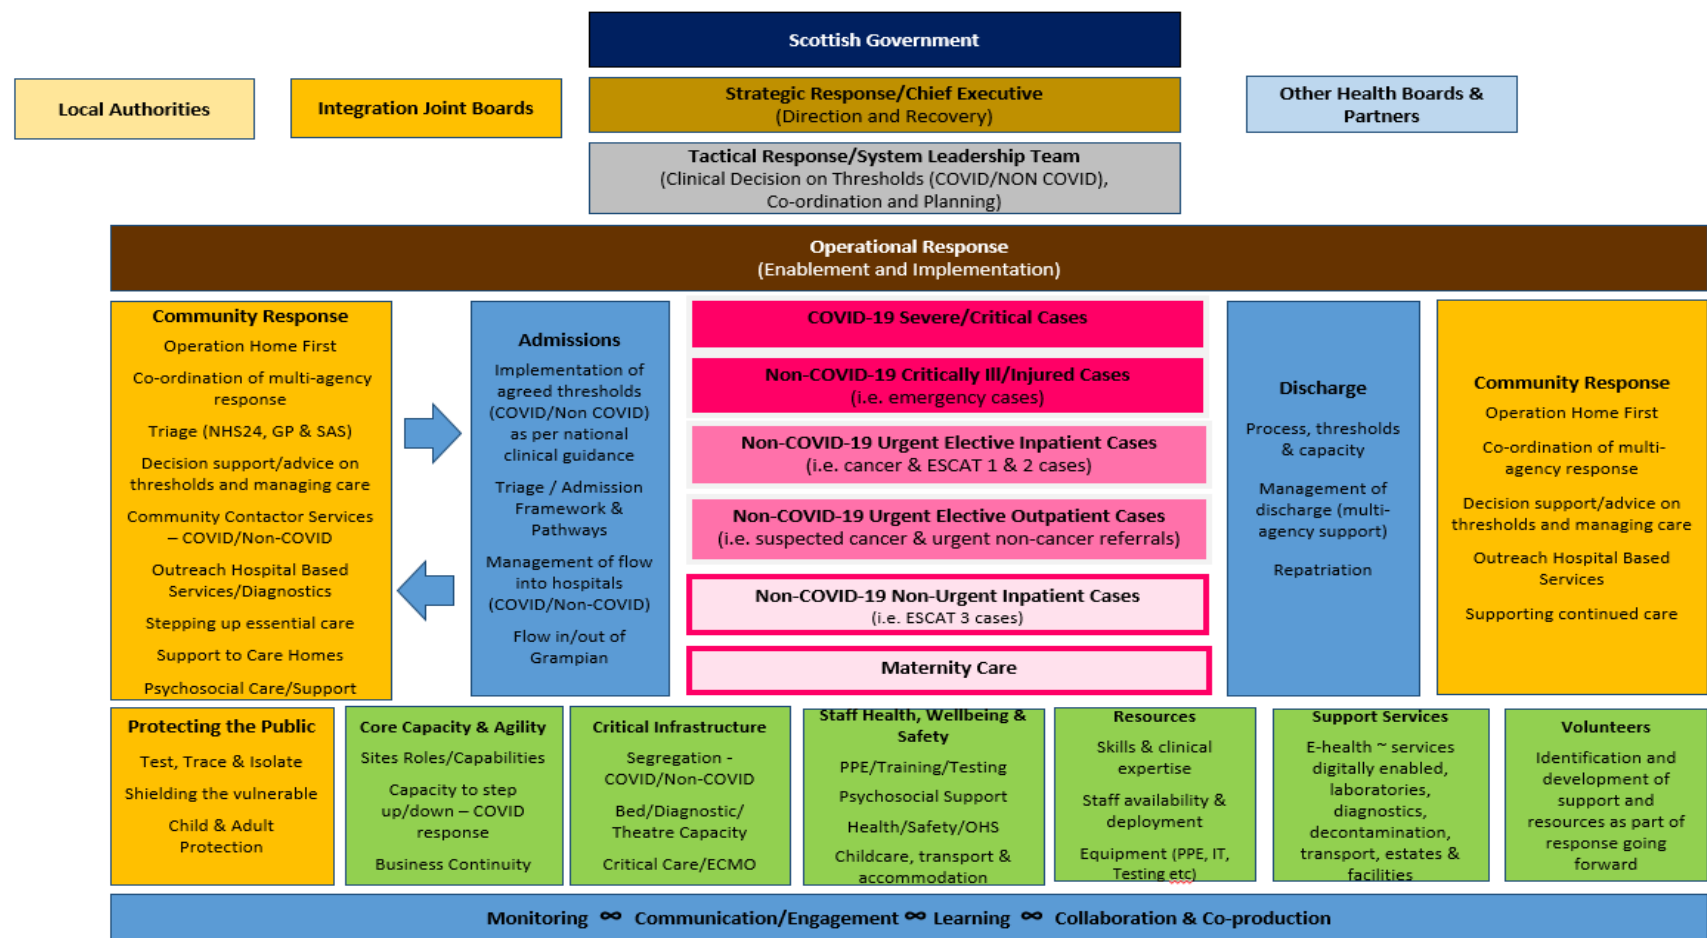 Scottish Government
Local Authorities
Integration Joint Boards
Strategic Response/Chief Executive
(Direction and Recovery)
Other Health Boards &
Partners
Tactical Response/System Leadership Team
(Clinical Decision on Thresholds (COVID/NON COVID),
Co-ordination and Planning)
Operational Response
(Enablement and Implementation)
Community Response
Operation Home First
Co-ordination of multi-agency
response
Triage (NHS24, GP & SAS)
Decision support/advice on
thresholds and managing care
Community Contactor Services
– COVID/Non-COVID
Outreach Hospital Based
Services/Diagnostics
Stepping up essential care
Support to Care Homes
Psychosocial Care/Support
Admissions
Implementation of
agreed thresholds
(COVID/Non COVID)
as per national
clinical guidance
Triage / Admission
Framework &
Pathways
Management of flow
into hospitals
(COVID/Non-COVID)
Flow in/out of
Grampian
COVID-19 Severe/Critical Cases
Non-COVID-19 Critically Ill/Injured Cases
(i.e. emergency cases)
Non-COVID-19 Urgent Elective Inpatient Cases
(i.e. cancer & ESCAT 1 & 2 cases)
Non-COVID-19 Urgent Elective Outpatient Cases
(i.e. suspected cancer & urgent non-cancer referrals)
Non-COVID-19 Non-Urgent Inpatient Cases
(i.e. ESCAT 3 cases)
Maternity Care
Discharge
Process, thresholds
& capacity
Management of
discharge (multi-
agency support)
Repatriation
Community Response
Operation Home First
Co-ordination of multi-
agency response
Decision support/advice on
thresholds and managing care
Outreach Hospital Based
Services
Supporting continued care
Protecting the Public
Test, Trace & Isolate
Shielding the vulnerable
Child & Adult
Protection
Core Capacity & Agility
Sites Roles/Capabilities
Capacity to step
up/down – COVID
response
Business Continuity
Critical Infrastructure
Segregation -
COVID/Non-COVID
Bed/Diagnostic/
Theatre Capacity
Critical Care/ECMO
Staff Health, Wellbeing &
Safety
PPE/Training/Testing
Psychosocial Support
Health/Safety/OHS
Childcare, transport &
accommodation
Resources
Skills & clinical
expertise
Staff availability &
deployment
Equipment (PPE, IT,
Testing etc)
Support Services
E-health ~ services
digitally enabled,
laboratories,
diagnostics,
decontamination,
transport, estates &
facilities
Volunteers
Identification and
development of
support and
resources as part of
response going
forward
Monitoring ∞ Communication/Engagement ∞ Learning ∞ Collaboration & Co-production